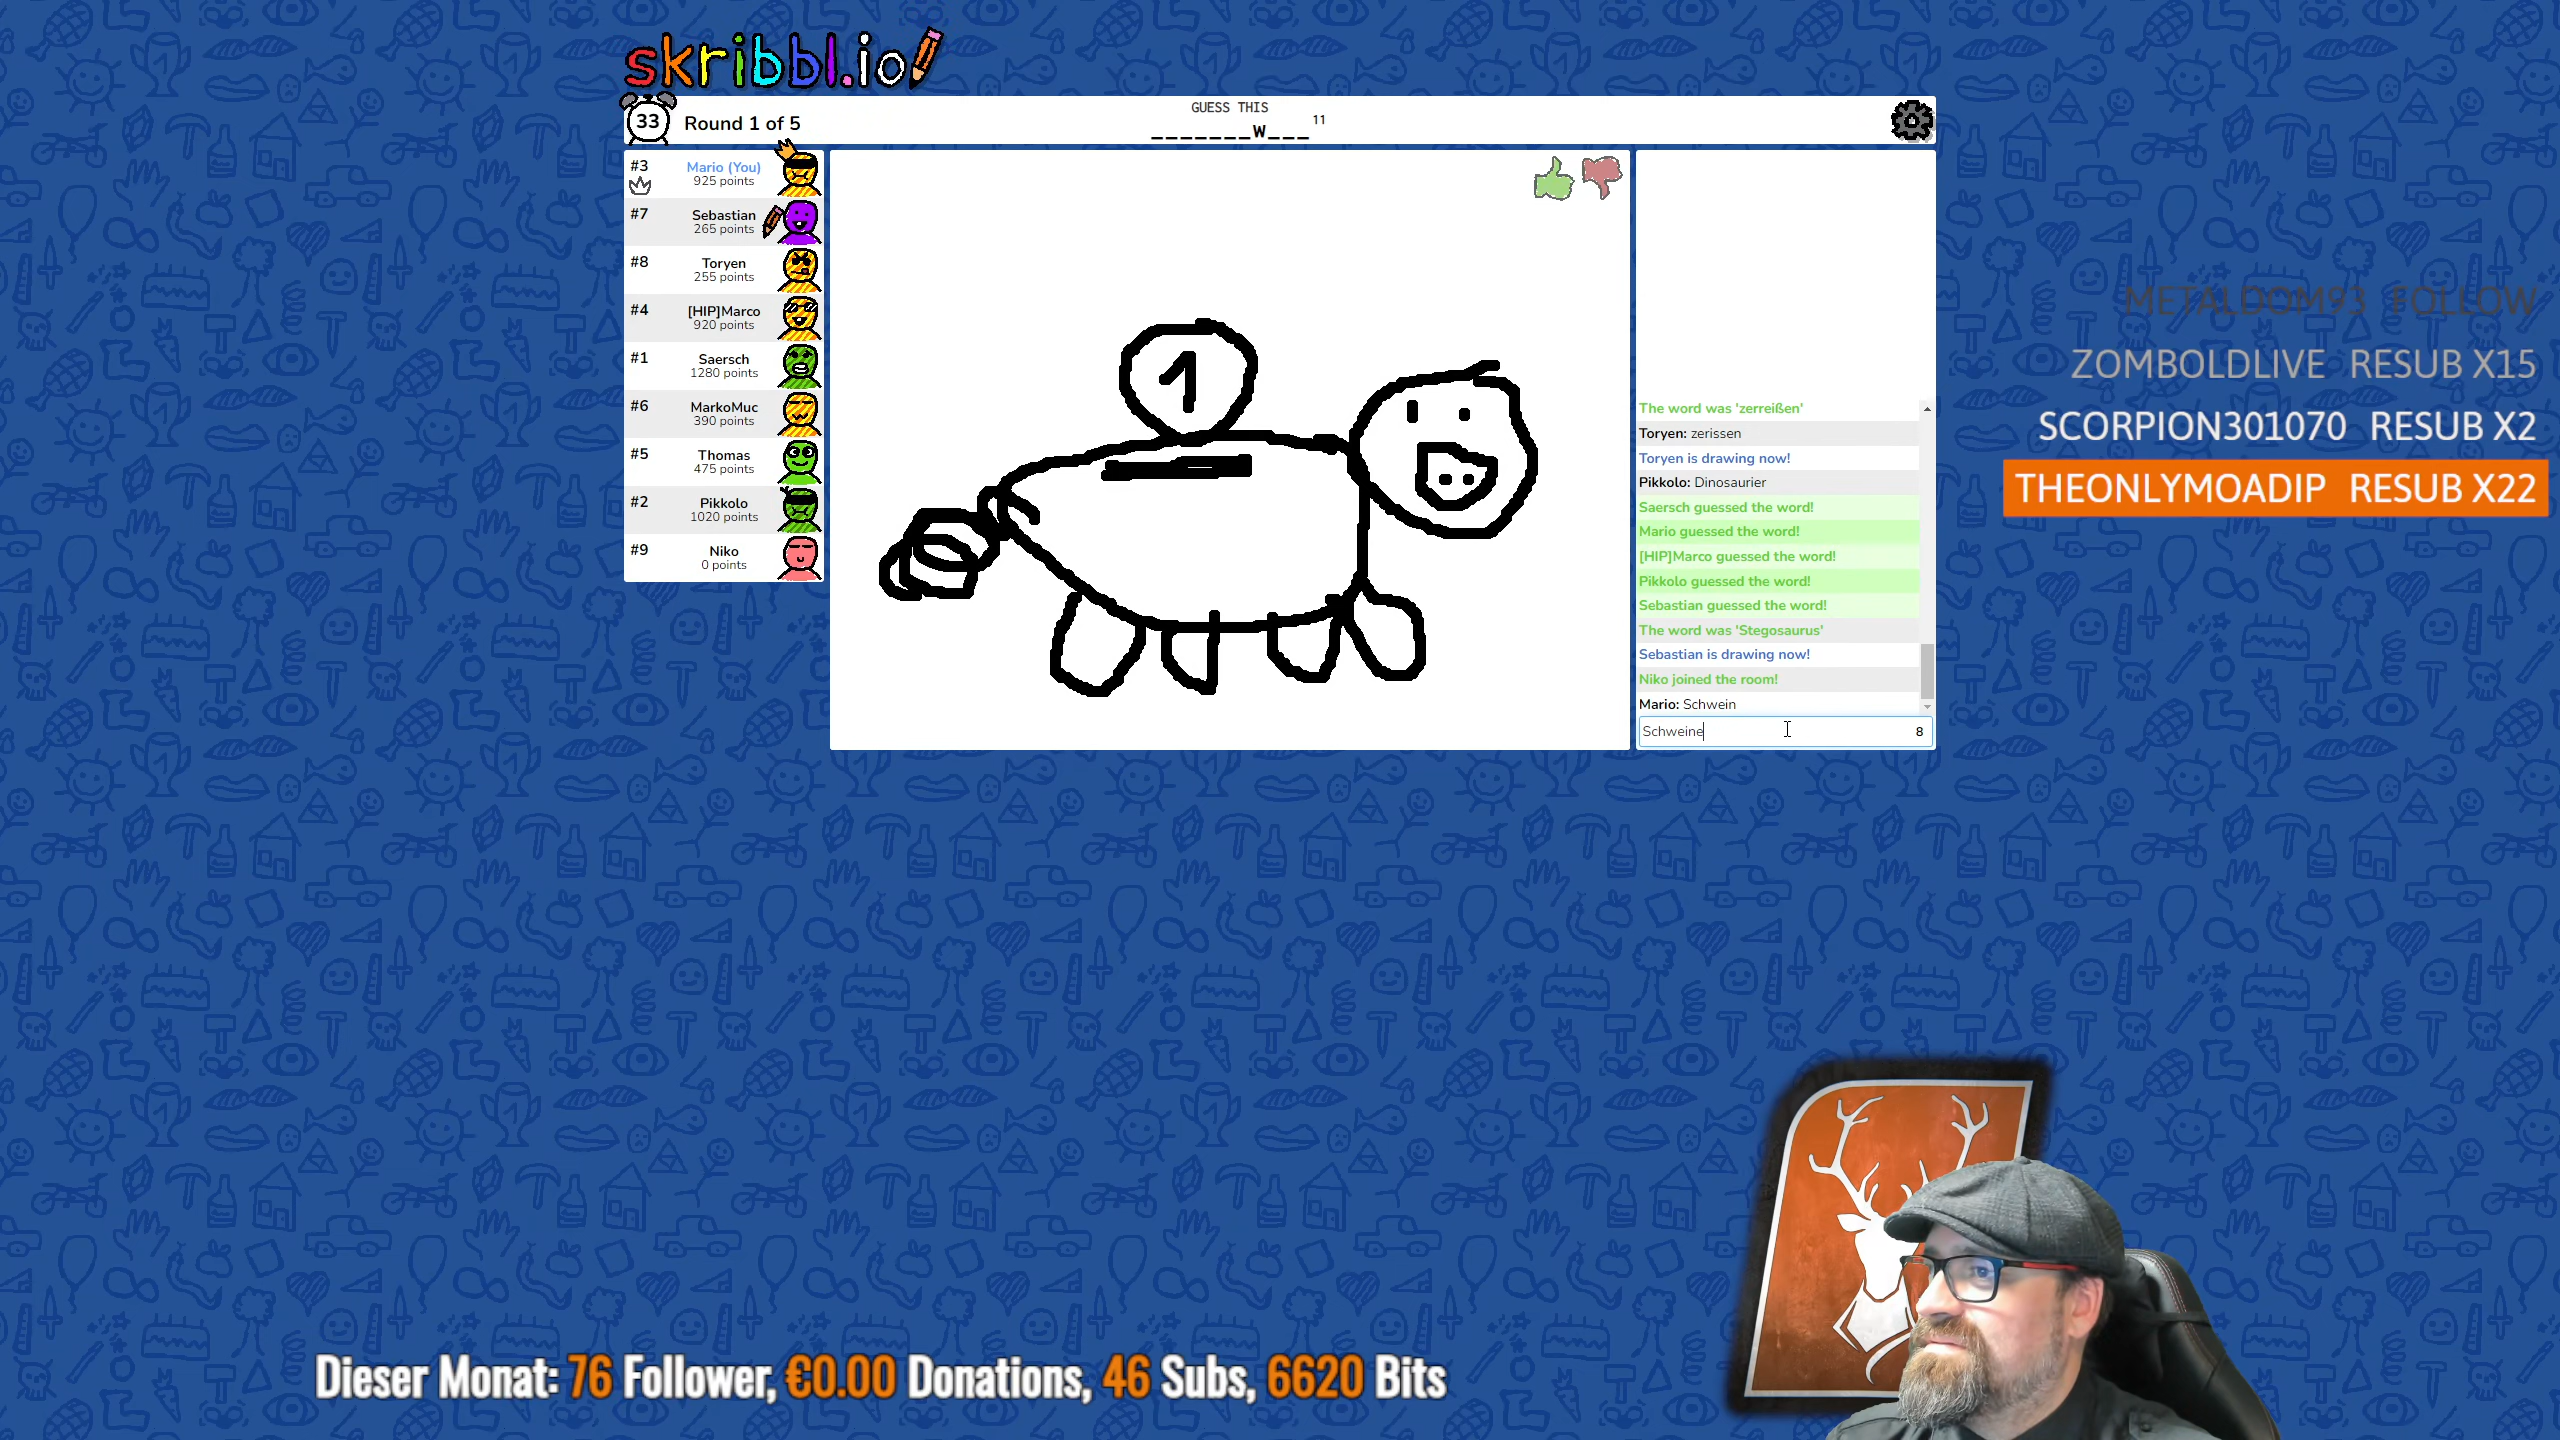 skribbl.io
33
Round 1 of 5
GUESS THIS
_______W___ 11
#3 Mario (You)
925 points
#7 Sebastian
265 points
#8 Toryen
255 points
#4 [HIP]Marco
920 points
#1 Saersch
1280 points
#6 MarkoMuc
390 points
#5 Thomas
475 points
#2 Pikkolo
1020 points
#9 Niko
0 points
1
The word was 'zerreißen'
Toryen: zerissen
Toryen is drawing now!
Pikkolo: Dinosaurier
Saersch guessed the word!
Mario guessed the word!
[HIP]Marco guessed the word!
Pikkolo guessed the word!
Sebastian guessed the word!
The word was 'Stegosaurus'
Sebastian is drawing now!
Niko joined the room!
Mario: Schwein
Schweine 8
METALDOM93 FOLLOW
ZOMBOLDLIVE RESUB X15
SCORPION301070 RESUB X2
THEONLYMOADIP RESUB X22
Dieser Monat: 76 Follower, €0.00 Donations, 46 Subs, 6620 Bits